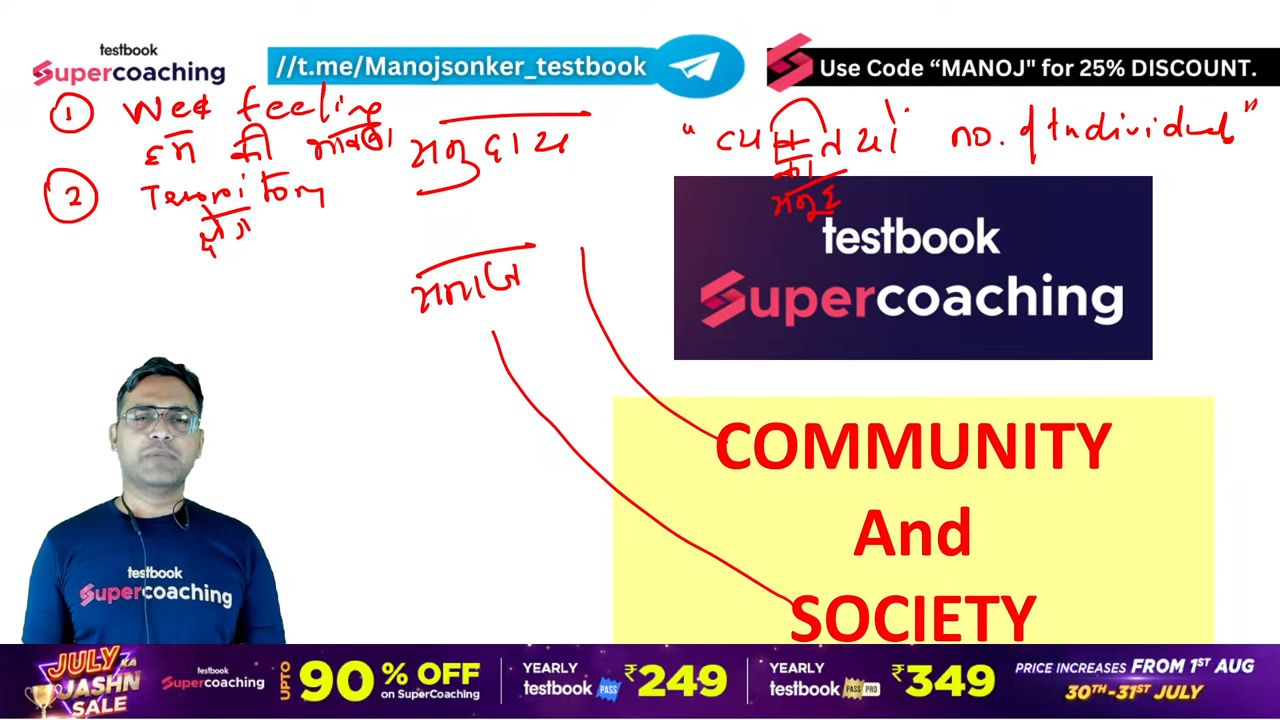 testbook
Supercoaching
//t.me/Manojsonker_testbook
Use Code “MANOJ" for 25% DISCOUNT.
① We feeling
हम की भावना
समुदाय
" व्यक्तियों no. of Individual "
का
समूह
② Territory
क्षेत्र
समाज
testbook
Supercoaching
COMMUNITY
And
SOCIETY
testbook
Supercoaching
JULY KA
JASHN
SALE
testbook
Supercoaching
UPTO 90% OFF
on SuperCoaching
YEARLY
testbook PASS
₹249
YEARLY
testbook PASS PRO
₹349
PRICE INCREASES FROM 1ST AUG
30TH-31ST JULY